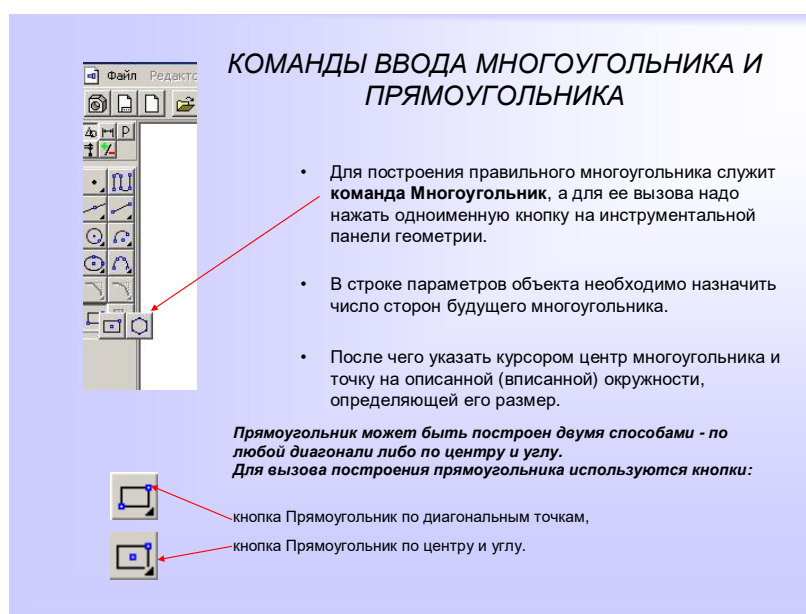 КОМАНДЫ ВВОДА МНОГОУГОЛЬНИКА И
ПРЯМОУГОЛЬНИКА
Файл Редакто
P
• Для построения правильного многоугольника служит
команда Многоугольник, а для ее вызова надо
нажать одноименную кнопку на инструментальной
панели геометрии.
• В строке параметров объекта необходимо назначить
число сторон будущего многоугольника.
• После чего указать курсором центр многоугольника и
точку на описанной (вписанной) окружности,
определяющей его размер.
Прямоугольник может быть построен двумя способами - по
любой диагонали либо по центру и углу.
Для вызова построения прямоугольника используются кнопки:
кнопка Прямоугольник по диагональным точкам,
кнопка Прямоугольник по центру и углу.